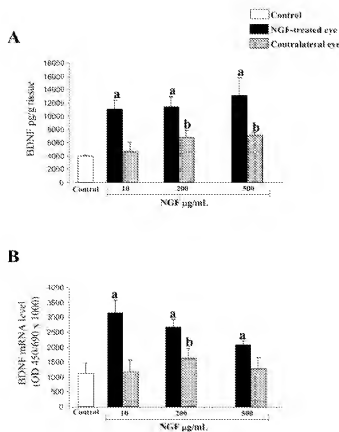 Control
NGF-treated eye
Contralateral eye
A
BDNF pg/g tissue
18000
16000
14000
12000
10000
8000
6000
4000
2000
0
a
a
b
a
b
Control
10
200
500
NGF µg/mL
B
BDNF mRNA level
(OD 450/690 x 1000)
4000
3500
3000
2500
2000
1500
1000
500
0
a
a
b
a
Control
10
200
500
NGF µg/mL